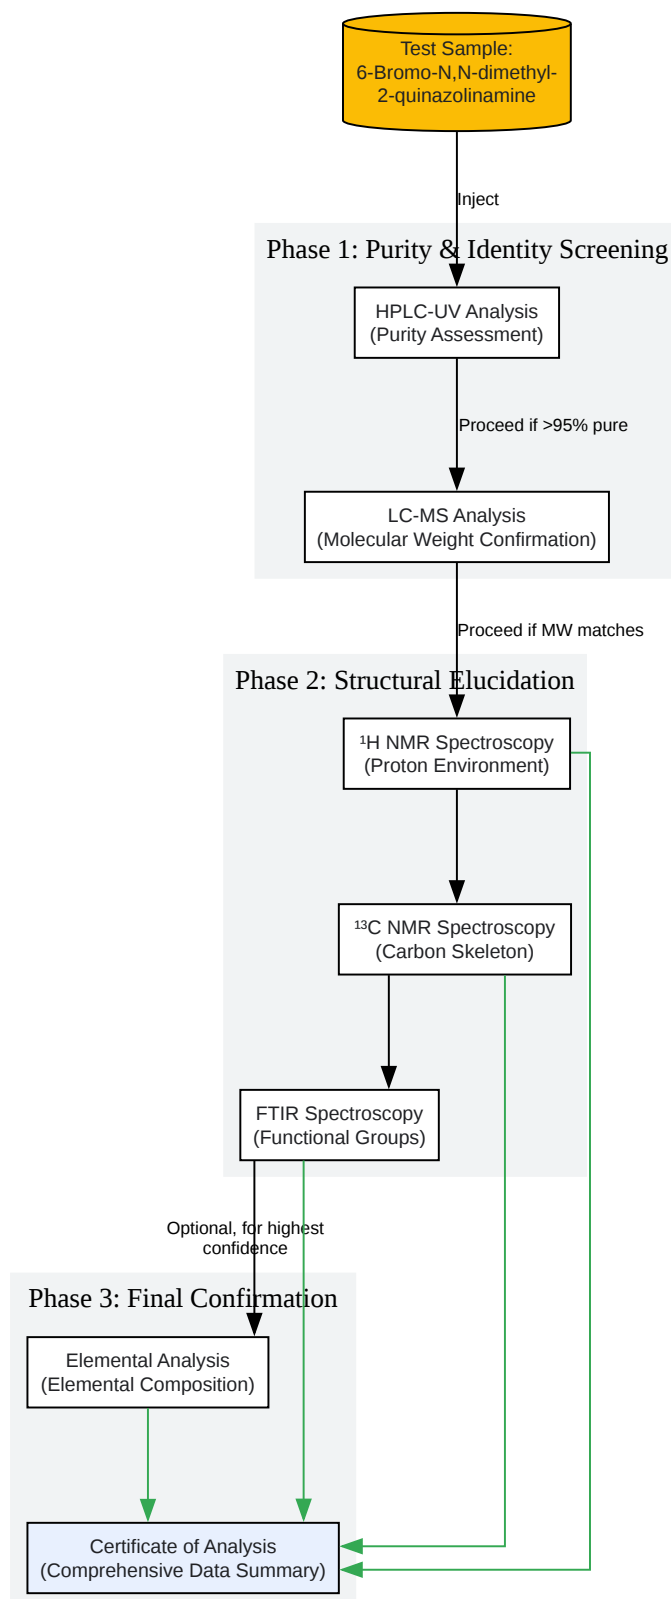 Test Sample:
6-Bromo-N,N-dimethyl-
2-quinazolinamine
Inject
Phase 1: Purity & Identity Screening
HPLC-UV Analysis
(Purity Assessment)
Proceed if >95% pure
LC-MS Analysis
(Molecular Weight Confirmation)
Proceed if MW matches
Phase 2: Structural Elucidation
¹H NMR Spectroscopy
(Proton Environment)
¹³C NMR Spectroscopy
(Carbon Skeleton)
FTIR Spectroscopy
(Functional Groups)
Optional, for highest
confidence
Phase 3: Final Confirmation
Elemental Analysis
(Elemental Composition)
Certificate of Analysis
(Comprehensive Data Summary)